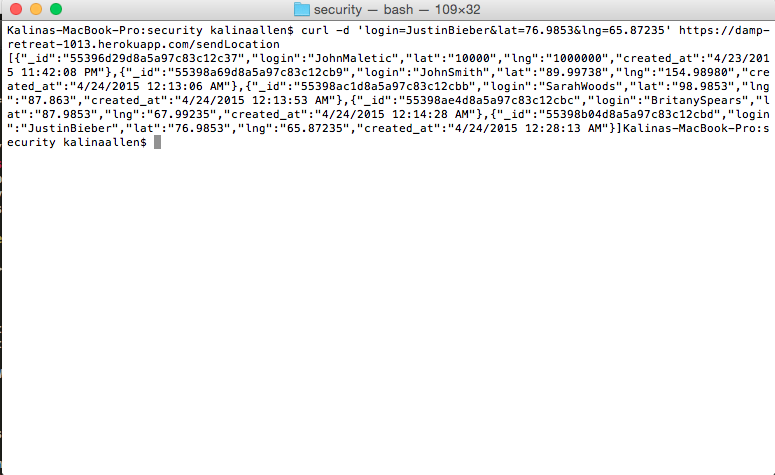 security — bash — 109×32
Kalinas-MacBook-Pro:security kalinaallen$ curl -d 'login=JustinBieber&lat=76.9853&lng=65.87235' https://damp-
retreat-1013.herokuapp.com/sendLocation
[{"_id":"55396d29d8a5a97c83c12c37","login":"JohnMaletic","lat":"10000","lng":"1000000","created_at":"4/23/201
5 11:42:08 PM"},{"_id":"55398a69d8a5a97c83c12cb9","login":"JohnSmith","lat":"89.99738","lng":"154.98980","cre
ated_at":"4/24/2015 12:13:06 AM"},{"_id":"55398ac1d8a5a97c83c12cbb","login":"SarahWoods","lat":"98.9853","lng
":"87.863","created_at":"4/24/2015 12:13:53 AM"},{"_id":"55398ae4d8a5a97c83c12cbc","login":"BritanySpears","l
at":"87.9853","lng":"67.99235","created_at":"4/24/2015 12:14:28 AM"},{"_id":"55398b04d8a5a97c83c12cbd","login
":"JustinBieber","lat":"76.9853","lng":"65.87235","created_at":"4/24/2015 12:28:13 AM"}]Kalinas-MacBook-Pro:s
ecurity kalinaallen$